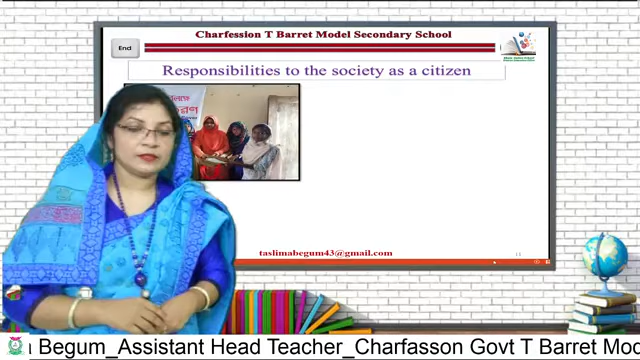 Charfession T Barret Model Secondary School
End
Responsibilities to the society as a citizen
taslimabegum43@gmail.com
Begum_Assistant Head Teacher_Charfasson Govt T Barret Mod